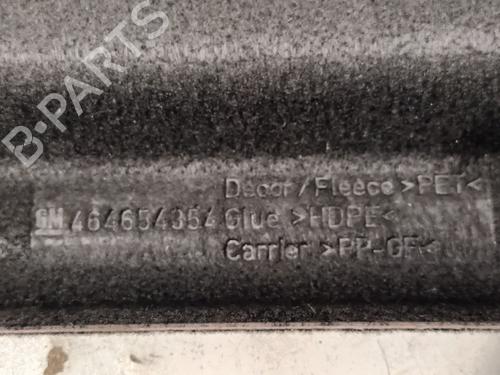 B-PARTS
Decor/Fleece >PET<
GM 464654354 Glue >HDPE<
Carrier >PP-GF<